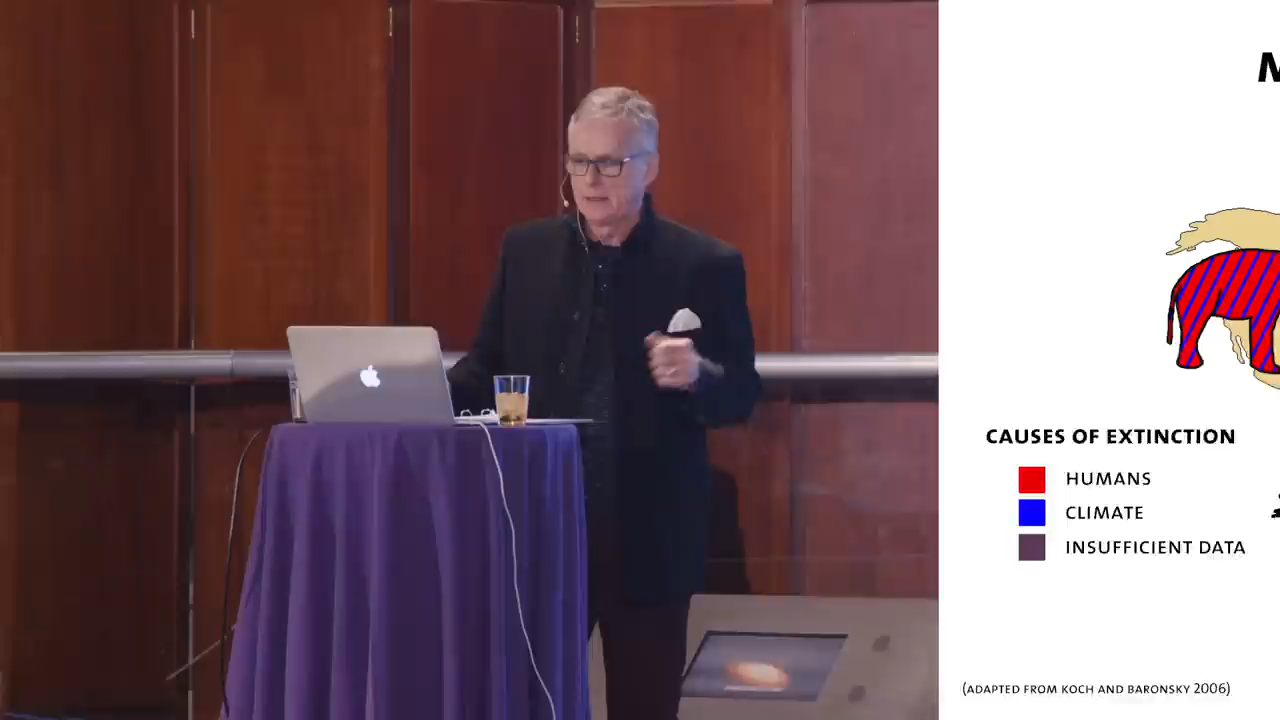 M
CAUSES OF EXTINCTION
HUMANS
CLIMATE
INSUFFICIENT DATA
(ADAPTED FROM KOCH AND BARONSKY 2006)